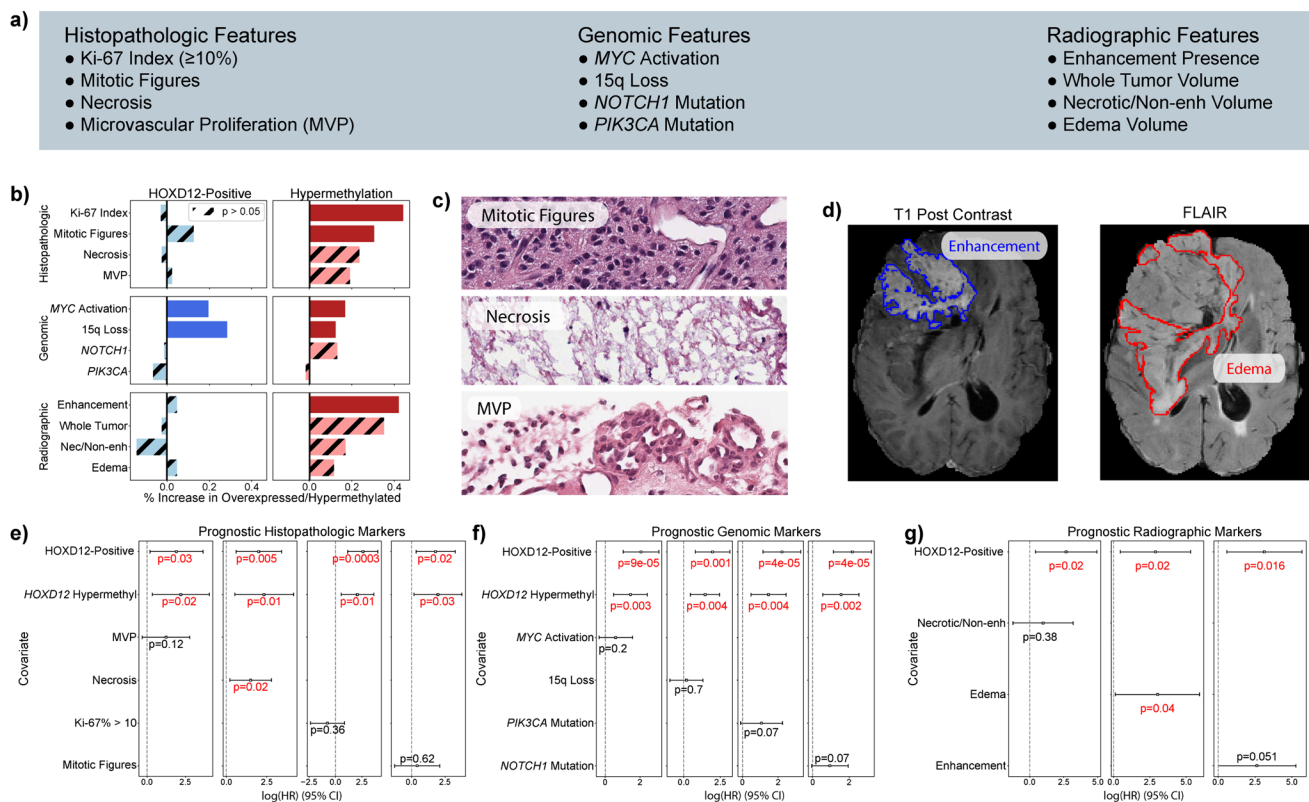 a)
Histopathologic Features
● Ki-67 Index (≥10%)
● Mitotic Figures
● Necrosis
● Microvascular Proliferation (MVP)
Genomic Features
● MYC Activation
● 15q Loss
● NOTCH1 Mutation
● PIK3CA Mutation
Radiographic Features
● Enhancement Presence
● Whole Tumor Volume
● Necrotic/Non-enh Volume
● Edema Volume
b)
HOXD12-Positive
Hypermethylation
p > 0.05
Histopathologic
Ki-67 Index
Mitotic Figures
Necrosis
MVP
Genomic
MYC Activation
15q Loss
NOTCH1
PIK3CA
Radiographic
Enhancement
Whole Tumor
Nec/Non-enh
Edema
0.0 0.2 0.4
0.0 0.2 0.4
% Increase in Overexpressed/Hypermethylated
c)
Mitotic Figures
Necrosis
MVP
d)
T1 Post Contrast
Enhancement
FLAIR
Edema
e)
Prognostic Histopathologic Markers
Covariate
HOXD12-Positive
p=0.03 p=0.005 p=0.0003 p=0.02
HOXD12 Hypermethyl
p=0.02 p=0.01 p=0.01 p=0.03
MVP
p=0.12
Necrosis
p=0.02
Ki-67% > 10
p=0.36
Mitotic Figures
p=0.62
0.0 2.5 0.0 2.5 −2.5 0.0 2.5 0.0 2.5
log(HR) (95% CI)
f)
Prognostic Genomic Markers
Covariate
HOXD12-Positive
p=9e-05 p=0.001 p=4e-05 p=4e-05
HOXD12 Hypermethyl
p=0.003 p=0.004 p=0.004 p=0.002
MYC Activation
p=0.2
15q Loss
p=0.7
PIK3CA Mutation
p=0.07
NOTCH1 Mutation
p=0.07
0 2 0 2 0 2 0 2
log(HR) (95% CI)
g)
Prognostic Radiographic Markers
Covariate
HOXD12-Positive
p=0.02 p=0.02 p=0.016
Necrotic/Non-enh
p=0.38
Edema
p=0.04
Enhancement
p=0.051
0.0 2.5 5.0 0.0 2.5 5.0 0.0 2.5 5.0
log(HR) (95% CI)